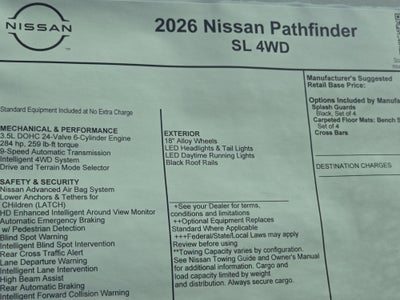 NISSAN
2026 Nissan Pathfinder
SL 4WD
Standard Equipment Included at No Extra Charge
MECHANICAL & PERFORMANCE
3.5L DOHC 24-Valve 6-Cylinder Engine
284 hp, 259 lb-ft torque
9-Speed Automatic Transmission
Intelligent 4WD System
Drive and Terrain Mode Selector
SAFETY & SECURITY
Nissan Advanced Air Bag System
Lower Anchors & Tethers for
CHildren (LATCH)
HD Enhanced Intelligent Around View Monitor
Automatic Emergency Braking
w/ Pedestrian Detection
Blind Spot Warning
Intelligent Blind Spot Intervention
Rear Cross Traffic Alert
Lane Departure Warning
Intelligent Lane Intervention
High Beam Assist
Rear Automatic Braking
Intelligent Forward Collision Warning
EXTERIOR
18" Alloy Wheels
LED Headlights & Tail Lights
LED Daytime Running Lights
Black Roof Rails
+See your Dealer for terms,
conditions and limitations
++Optional Equipment Replaces
Standard Where Applicable
+++Federal/State/Local Laws may apply
Review before using
**Towing Capacity varies by configuration.
See Nissan Towing Guide and Owner's Manual
for additional information. Cargo and
load capacity limited by weight
and distribution. Always secure cargo.
Manufacturer's Suggested
Retail Base Price:
Options Included by Manufa
Splash Guards
Black, Set of 4
Carpeted Floor Mats: Bench S
Set of 4
Cross Bars
DESTINATION CHARGES